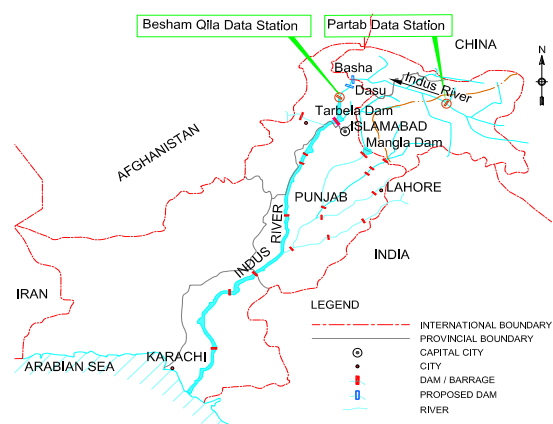 Besham Qila Data Station
Partab Data Station
CHINA
Basha
Dasu
Indus River
N
Tarbela Dam
ISLAMABAD
Mangla Dam
AFGHANISTAN
PUNJAB
LAHORE
INDUS RIVER
INDIA
IRAN
KARACHI
ARABIAN SEA
LEGEND
INTERNATIONAL BOUNDARY
PROVINCIAL BOUNDARY
CAPITAL CITY
CITY
DAM / BARRAGE
PROPOSED DAM
RIVER